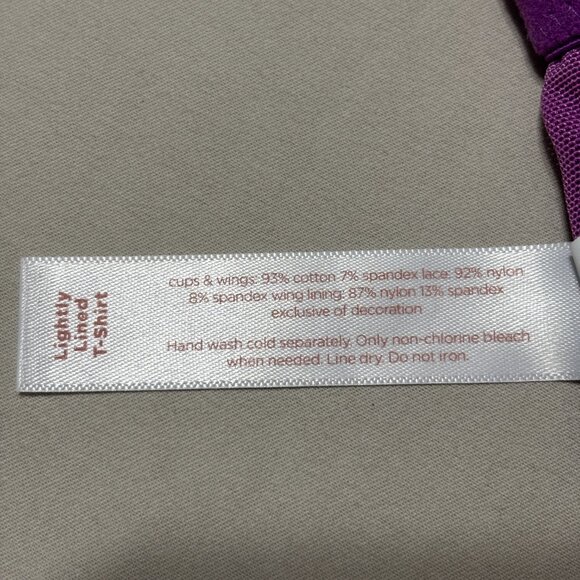 Lightly
Lined
T-Shirt
cups & wings: 93% cotton 7% spandex lace: 92% nylon
8% spandex wing lining: 87% nylon 13% spandex
exclusive of decoration
Hand wash cold separately. Only non-chlorine bleach
when needed. Line dry. Do not iron.